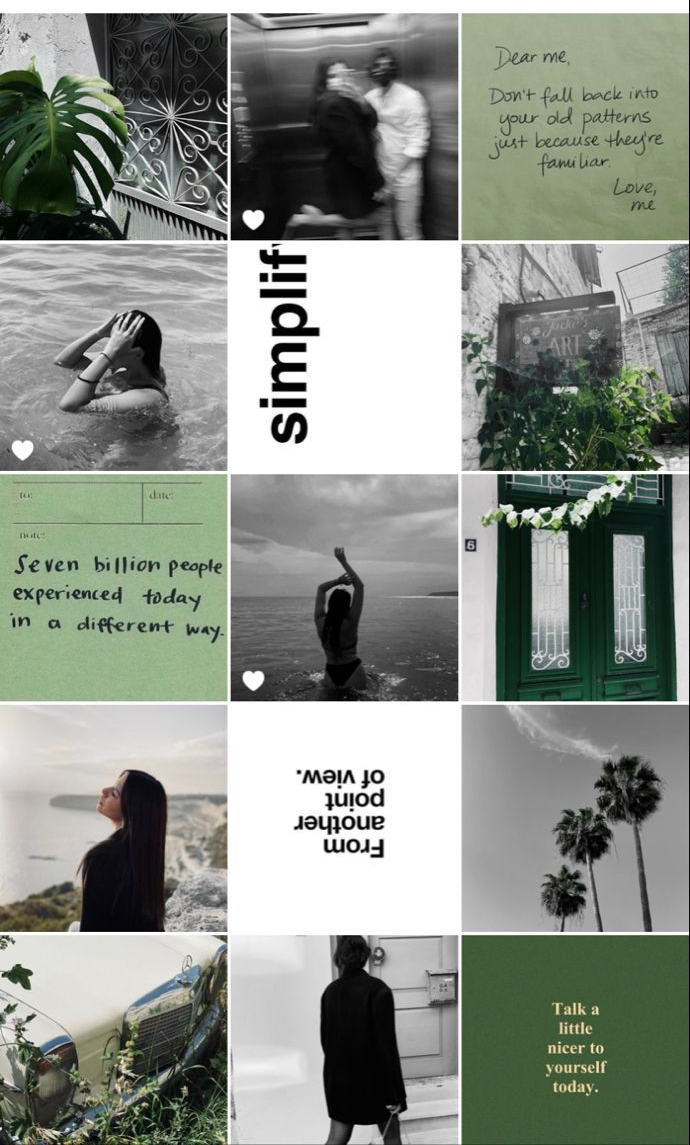 Dear me,
Don't fall back into
your old patterns
just because they're
familiar.
Love,
me
simplif
Jackie's
ART
to:
date:
note:
Seven billion people
experienced today
in a different way.
6
From
another
point
of view.
Talk a
little
nicer to
yourself
today.